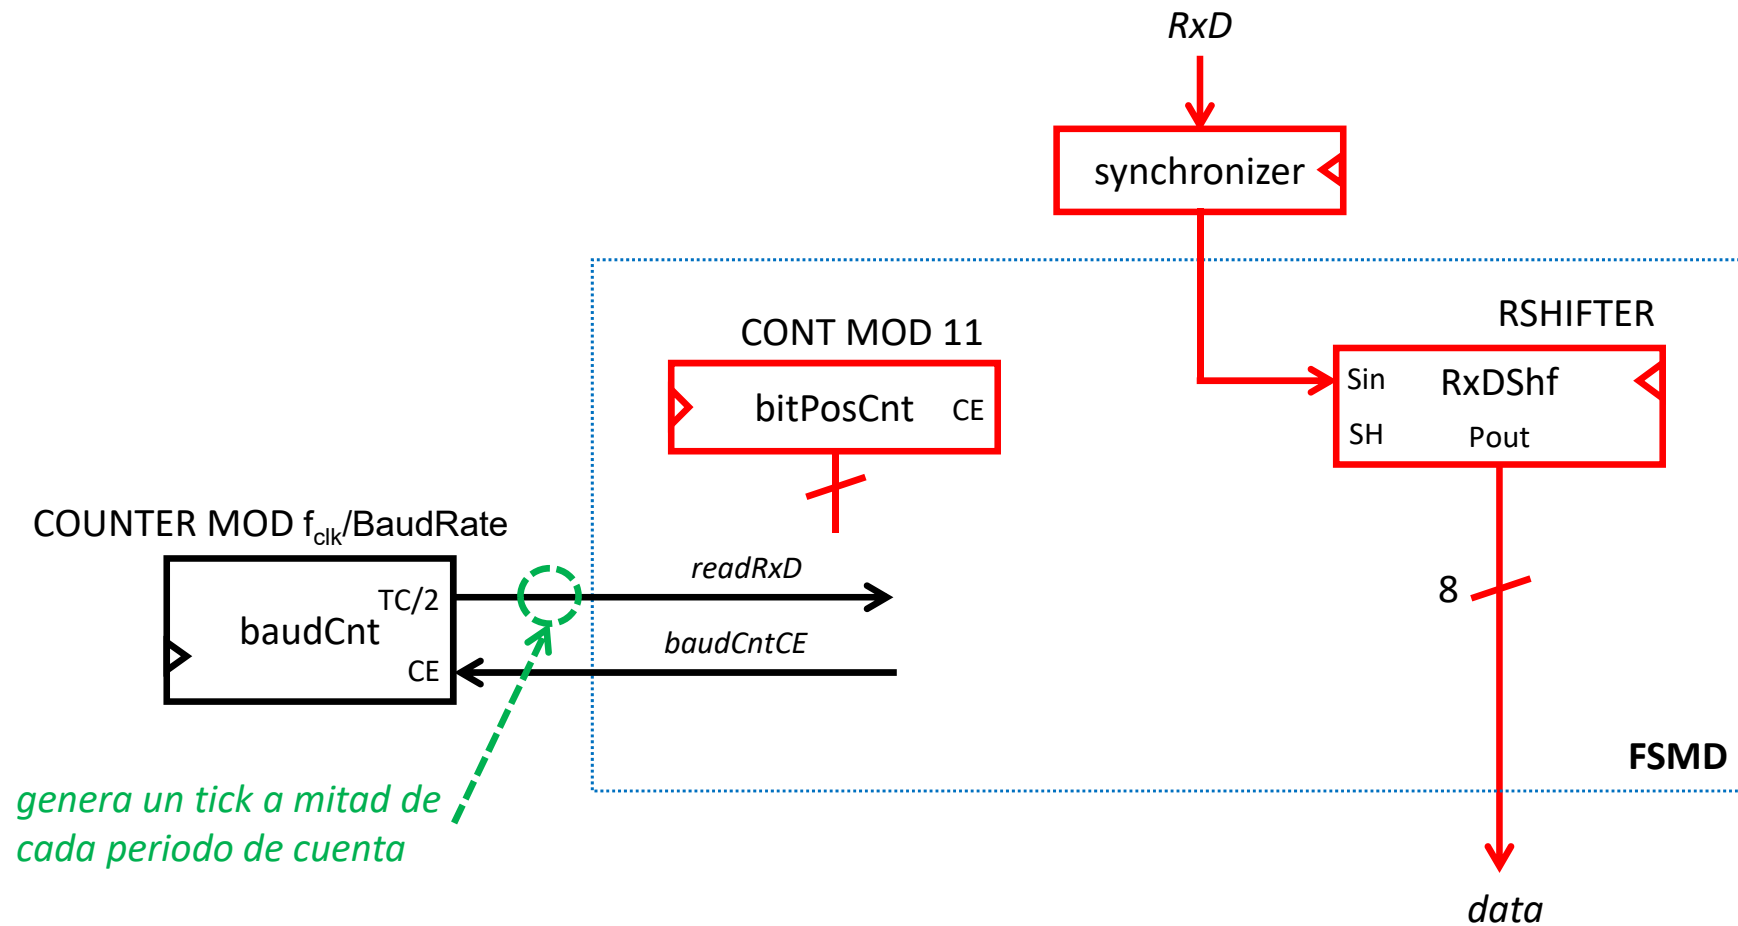 RxD
synchronizer
RSHIFTER
CONT MOD 11
Sin
RxDShf
bitPosCnt
CE
SH
Pout
COUNTER MOD fclk/BaudRate
readRxD
TC/2
8
baudCnt
baudCntCE
CE
FSMD
genera un tick a mitad de
cada periodo de cuenta
data